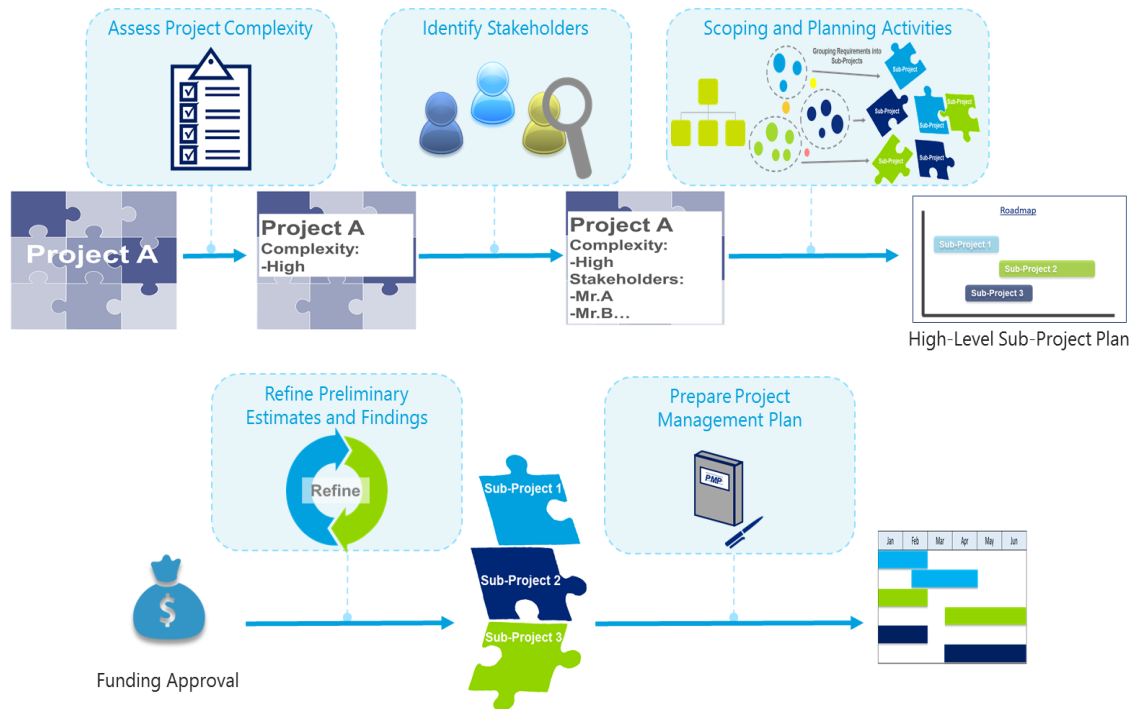 Assess Project Complexity
Identify Stakeholders
Scoping and Planning Activities
Grouping Requirements into
Sub-Projects
Sub-Project
Sub-Project
Sub-Project
Sub-Project
Sub-Project
Sub-Project
Project A
Project A
Complexity:
-High
Project A
Complexity:
-High
Stakeholders:
-Mr.A
-Mr.B...
Roadmap
Sub-Project 1
Sub-Project 2
Sub-Project 3
High-Level Sub-Project Plan
Refine Preliminary
Estimates and Findings
Refine
Prepare Project
Management Plan
PMP
Sub-Project 1
Sub-Project 2
Sub-Project 3
$
Funding Approval
Jan Feb Mar Apr May Jun